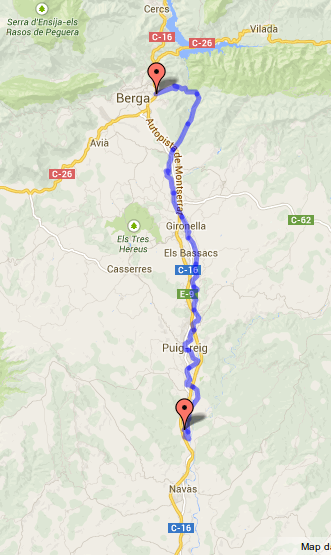 Cercs
Serra d'Ensija-els
Rasos de Peguera
C-16
Vilada
C-26
Berga
Avià
Autopista de Montserrat
C-26
Gironella
C-62
Els Tres
Hereus
Els Bassacs
Casserres
C-16
E-9
Puig-reig
Navàs
C-16
Map d